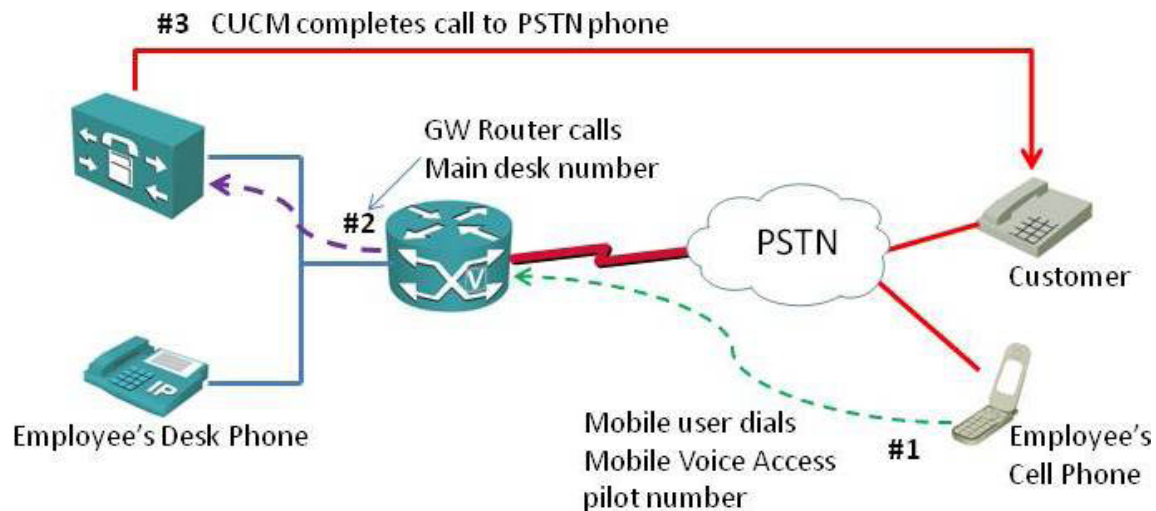 #3 CUCM completes call to PSTN phone
GW Router calls
Main desk number
#2
V
PSTN
Customer
IP
Employee's Desk Phone
Mobile user dials
Mobile Voice Access
pilot number
#1
Employee's
Cell Phone